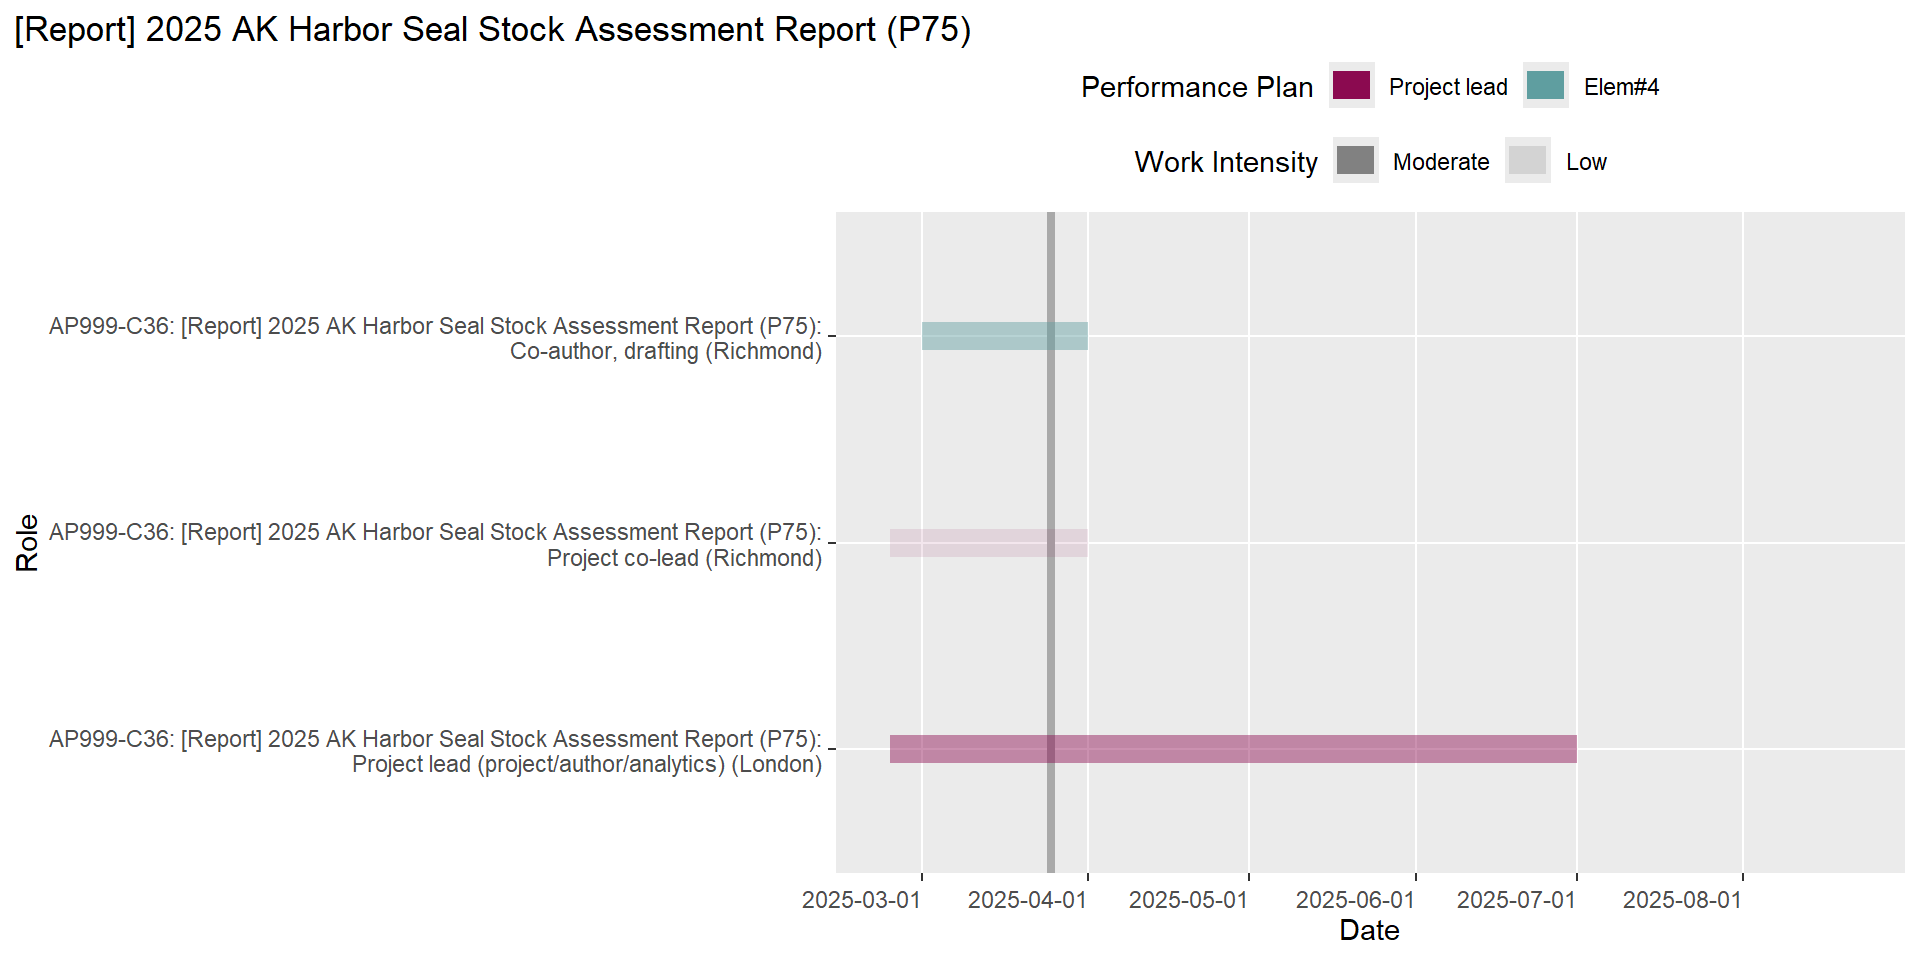 [Report] 2025 AK Harbor Seal Stock Assessment Report (P75)
Performance Plan Project lead Elem#4
Work Intensity Moderate Low
AP999-C36: [Report] 2025 AK Harbor Seal Stock Assessment Report (P75):
Co-author, drafting (Richmond)
Role
AP999-C36: [Report] 2025 AK Harbor Seal Stock Assessment Report (P75):
Project co-lead (Richmond)
AP999-C36: [Report] 2025 AK Harbor Seal Stock Assessment Report (P75):
Project lead (project/author/analytics) (London)
2025-03-01 2025-04-01 2025-05-01 2025-06-01 2025-07-01 2025-08-01
Date